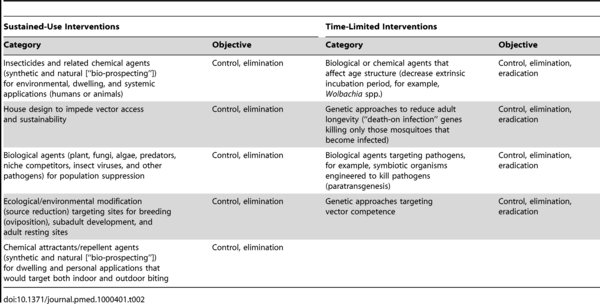 Sustained-Use Interventions Time-Limited Interventions
Category Objective Category Objective
Insecticides and related chemical agents
(synthetic and natural ["bio-prospecting"])
for environmental, dwelling, and systemic
applications (humans or animals)
Control, elimination
Biological or chemical agents that
affect age structure (decrease extrinsic
incubation period, for example,
Wolbachia spp.)
Control, elimination,
eradication
House design to impede vector access
and sustainability
Control, elimination
Genetic approaches to reduce adult
longevity ("death-on infection" genes
killing only those mosquitoes that
become infected)
Control, elimination,
eradication
Biological agents (plant, fungi, algae, predators,
niche competitors, insect viruses, and other
pathogens) for population suppression
Control, elimination
Biological agents targeting pathogens,
for example, symbiotic organisms
engineered to kill pathogens
(paratransgenesis)
Control, elimination,
eradication
Ecological/environmental modification
(source reduction) targeting sites for breeding
(oviposition), subadult development, and
adult resting sites
Control, elimination
Genetic approaches targeting
vector competence
Control, elimination,
eradication
Chemical attractants/repellent agents
(synthetic and natural ["bio-prospecting"])
for dwelling and personal applications that
would target both indoor and outdoor biting
Control, elimination
doi:10.1371/journal.pmed.1000401.t002